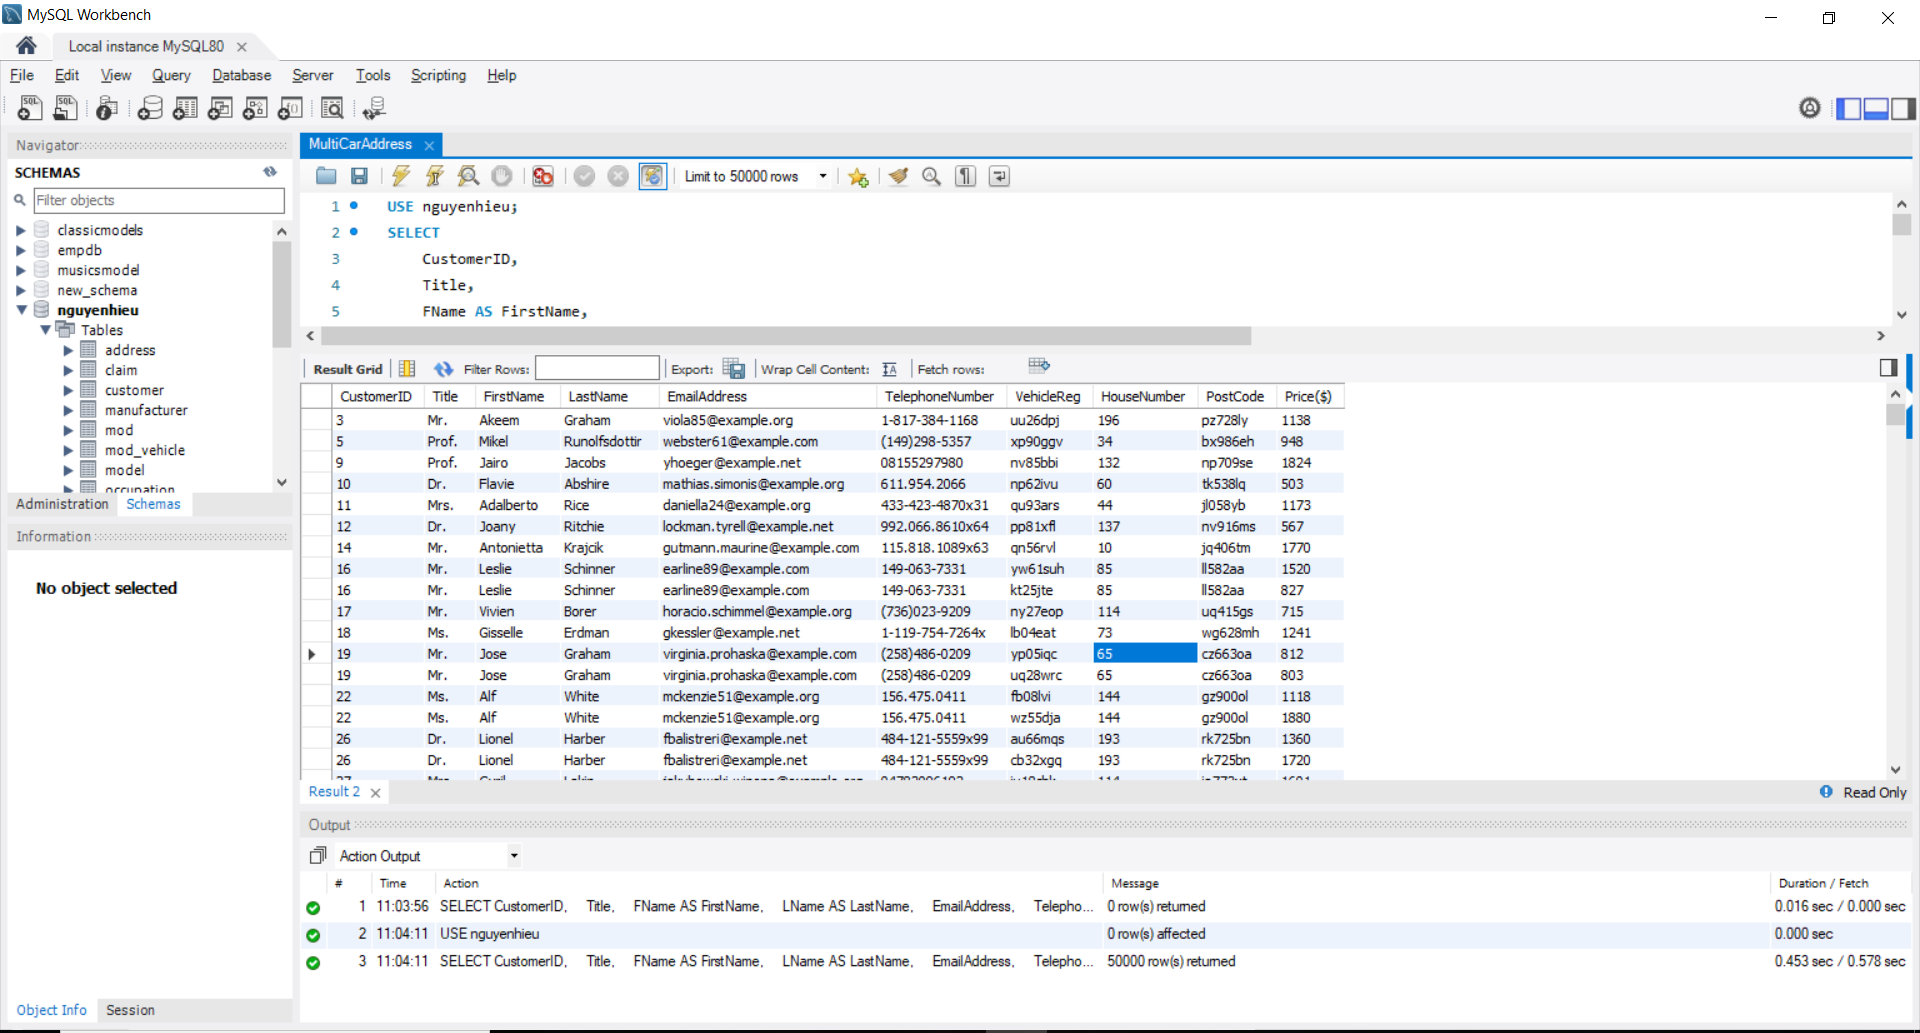 MySQL Workbench
Local instance MySQL80
File Edit View Query Database Server Tools Scripting Help
Navigator
SCHEMAS
Filter objects
classicmodels
empdb
musicsmodel
new_schema
nguyenhieu
Tables
address
claim
customer
manufacturer
mod
mod_vehicle
model
occupation
Administration Schemas
Information
No object selected
Object Info Session
MultiCarAddress
Limit to 50000 rows
1 USE nguyenhieu;
2 SELECT
3 CustomerID,
4 Title,
5 FName AS FirstName,
Result Grid Filter Rows: Export: Wrap Cell Content: Fetch rows:
CustomerID Title FirstName LastName EmailAddress TelephoneNumber VehicleReg HouseNumber PostCode Price($)
3 Mr. Akeem Graham viola85@example.org 1-817-384-1168 uu26dpj 196 pz728ly 1138
5 Prof. Mikel Runolfsdottir webster61@example.com (149)298-5357 xp90ggv 34 bx986eh 948
9 Prof. Jairo Jacobs yhoeger@example.net 08155297980 nv85bbi 132 np709se 1824
10 Dr. Flavie Abshire mathias.simonis@example.org 611.954.2066 np62ivu 60 tk538lq 503
11 Mrs. Adalberto Rice daniella24@example.org 433-423-4870x31 qu93ars 44 jl058yb 1173
12 Dr. Joany Ritchie lockman.tyrell@example.net 992.066.8610x64 pp81xfl 137 nv916ms 567
14 Mr. Antonietta Krajcik gutmann.maurine@example.com 115.818.1089x63 qn56rvl 10 jq406tm 1770
16 Mr. Leslie Schinner earline89@example.com 149-063-7331 yw61suh 85 ll582aa 1520
16 Mr. Leslie Schinner earline89@example.com 149-063-7331 kt25jte 85 ll582aa 827
17 Mr. Vivien Borer horacio.schimmel@example.org (736)023-9209 ny27eop 114 uq415gs 715
18 Ms. Gisselle Erdman gkessler@example.net 1-119-754-7264x lb04eat 73 wg628mh 1241
19 Mr. Jose Graham virginia.prohaska@example.com (258)486-0209 yp05iqc 65 cz663oa 812
19 Mr. Jose Graham virginia.prohaska@example.com (258)486-0209 uq28wrc 65 cz663oa 803
22 Ms. Alf White mckenzie51@example.org 156.475.0411 fb08lvi 144 gz900ol 1118
22 Ms. Alf White mckenzie51@example.org 156.475.0411 wz55dja 144 gz900ol 1880
26 Dr. Lionel Harber fbalistreri@example.net 484-121-5559x99 au66mqs 193 rk725bn 1360
26 Dr. Lionel Harber fbalistreri@example.net 484-121-5559x99 cb32xgq 193 rk725bn 1720
Result 2 Read Only
Output
Action Output
# Time Action Message Duration / Fetch
1 11:03:56 SELECT CustomerID, Title, FName AS FirstName, LName AS LastName, EmailAddress, Telepho... 0 row(s) returned 0.016 sec / 0.000 sec
2 11:04:11 USE nguyenhieu 0 row(s) affected 0.000 sec
3 11:04:11 SELECT CustomerID, Title, FName AS FirstName, LName AS LastName, EmailAddress, Telepho... 50000 row(s) returned 0.453 sec / 0.578 sec